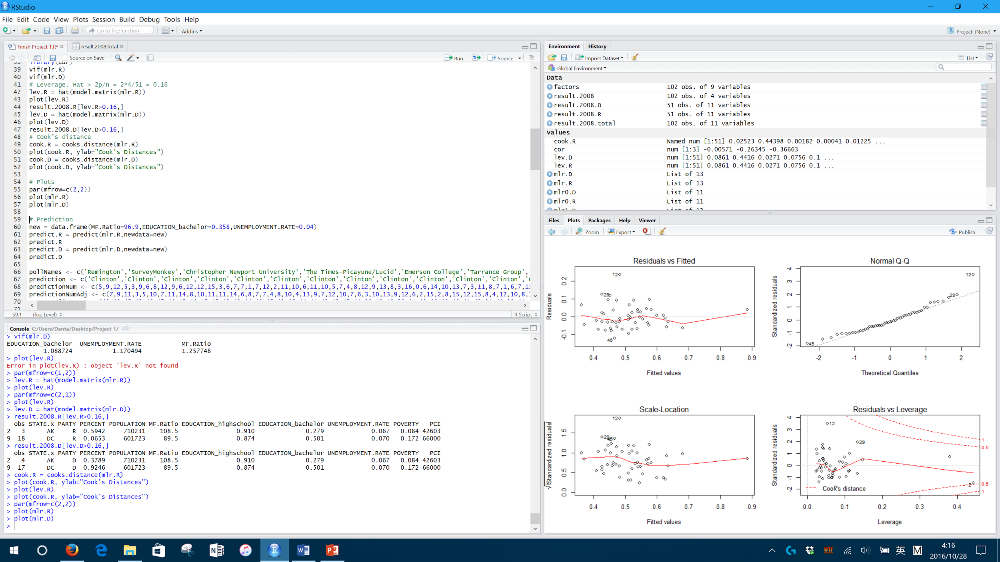 RStudio
File Edit Code View Plots Session Build Debug Tools Help
Go to file/function
Addins
Project: (None)
Finish Project 1.R*
result.2008.total
Source on Save
Run
Source
38 library(car)
39 vif(mlr.R)
40 vif(mlr.D)
41 # Leverage. Hat > 2p/n = 2*4/51 = 0.16
42 lev.R = hat(model.matrix(mlr.R))
43 plot(lev.R)
44 result.2008.R[lev.R>0.16,]
45 lev.D = hat(model.matrix(mlr.D))
46 plot(lev.D)
47 result.2008.D[lev.D>0.16,]
48 # Cook's distance
49 cook.R = cooks.distance(mlr.R)
50 plot(cook.R, ylab="Cook's Distances")
51 cook.D = cooks.distance(mlr.D)
52 plot(cook.D, ylab="Cook's Distances")
53
54 # Plots
55 par(mfrow=c(2,2))
56 plot(mlr.R)
57 plot(mlr.D)
58
59 # Prediction
60 new = data.frame(MF.Ratio=96.9,EDUCATION_bachelor=0.358,UNEMPLOYMENT.RATE=0.04)
61 predict.R = predict(mlr.R,newdata=new)
62 predict.R
63 predict.D = predict(mlr.D,newdata=new)
64 predict.D
65
66 pollNames <- c('Remington','SurveyMonkey','Christopher Newport University','The Times-Picayune/Lucid','Emerson College','Tarrance Group',
67 prediction <- c('Clinton','Clinton','Clinton','Clinton','Clinton','Clinton','Clinton','Clinton','Clinton','Clinton','Clinton','Clinton',
68 predictionNum <- c(5,9,12,5,3,9,6,8,12,9,6,12,12,15,3,6,7,7,1,7,12,2,11,10,6,11,10,5,7,4,8,12,9,13,8,3,16,0,6,14,10,13,7,3,11,8,7,1,6,7,13
69 predictionNumAdj <- c(7,9,11,3,5,10,7,11,14,8,10,11,11,14,6,8,7,7,4,8,10,4,13,9,7,12,10,7,6,3,10,13,9,12,6,2,15,2,8,15,12,15,8,4,12,10,8,
70
71
59:1
(Top Level)
R Script
Console C:/Users/Danta/Desktop/Project 1/
> vif(mlr.D)
EDUCATION_bachelor UNEMPLOYMENT.RATE MF.Ratio
1.088724 1.170494 1.257748
> plot(lev.R)
Error in plot(lev.R) : object 'lev.R' not found
> par(mfrow=c(1,2))
> lev.R = hat(model.matrix(mlr.R))
> plot(lev.R)
> par(mfrow=c(2,1))
> plot(lev.R)
> lev.D = hat(model.matrix(mlr.D))
> result.2008.R[lev.R>0.16,]
obs STATE.x PARTY PERCENT POPULATION MF.Ratio EDUCATION_highschool EDUCATION_bachelor UNEMPLOYMENT.RATE POVERTY PCI
2 3 AK R 0.5942 710231 108.5 0.910 0.279 0.067 0.084 42603
9 18 DC R 0.0653 601723 89.5 0.874 0.501 0.070 0.172 66000
> result.2008.D[lev.D>0.16,]
obs STATE.x PARTY PERCENT POPULATION MF.Ratio EDUCATION_highschool EDUCATION_bachelor UNEMPLOYMENT.RATE POVERTY PCI
2 4 AK D 0.3789 710231 108.5 0.910 0.279 0.067 0.084 42603
9 17 DC D 0.9246 601723 89.5 0.874 0.501 0.070 0.172 66000
> cook.R = cooks.distance(mlr.R)
> plot(cook.R, ylab="Cook's Distances")
> plot(lev.R)
> plot(cook.R, ylab="Cook's Distances")
> par(mfrow=c(2,2))
> plot(mlr.R)
> plot(mlr.D)
>
Environment History
Import Dataset
List
Global Environment
Data
factors 102 obs. of 9 variables
result.2008 102 obs. of 4 variables
result.2008.D 51 obs. of 11 variables
result.2008.R 51 obs. of 11 variables
result.2008.total 102 obs. of 11 variables
Values
cook.R Named num [1:51] 0.02523 0.44398 0.00182 0.00041 0.01225 ...
cor num [1:3] -0.00571 -0.26345 -0.36663
lev.D num [1:51] 0.0861 0.4416 0.0271 0.0756 0.1 ...
lev.R num [1:51] 0.0861 0.4416 0.0271 0.0756 0.1 ...
mlr.D List of 13
mlr.R List of 13
mlr0.D List of 11
mlr0.R List of 11
Files Plots Packages Help Viewer
Zoom Export Publish
Residuals vs Fitted
Residuals
0.2
0.1
0.0
-0.1
12
29
12
45
0.4 0.5 0.6 0.7 0.8 0.9
Fitted values
Normal Q-Q
Standardized residuals
4
3
2
1
0
-1
-2
12
29
45
-2 -1 0 1 2
Theoretical Quantiles
Scale-Location
√|Standardized residuals|
1.5
1.0
0.5
0.0
12
29
45
0.4 0.5 0.6 0.7 0.8 0.9
Fitted values
Residuals vs Leverage
Standardized residuals
4
3
2
1
0
-1
-2
12
29
2
1
0.5
0.5
1
Cook's distance
0.0 0.1 0.2 0.3 0.4
Leverage
WTF
英
M
4:16
2016/10/28